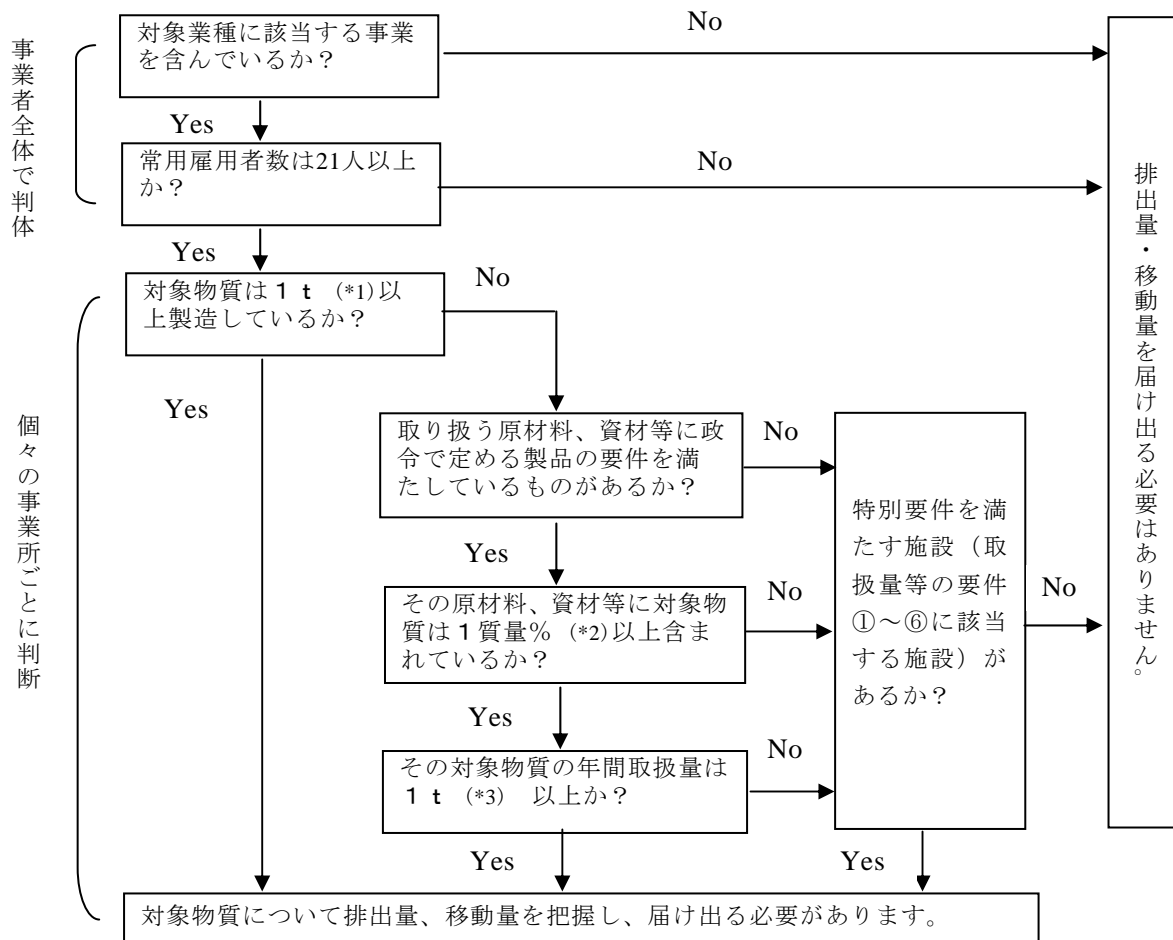 対象業種に該当する事業
を含んでいるか？
No
Yes
事業者全体で判体
常用雇用者数は21人以上
か？
No
Yes
対象物質は１ｔ (*1)以
上製造しているか？
No
Yes
個々の事業所ごとに判断
取り扱う原材料、資材等に政
令で定める製品の要件を満
たしているものがあるか？
No
Yes
その原材料、資材等に対象物
質は１質量％ (*2)以上含ま
れているか？
No
Yes
その対象物質の年間取扱量は
１ｔ (*3) 以上か？
No
Yes
特別要件を満
たす施設（取
扱量等の要件
①～⑥に該当
する施設）が
あるか？
No
Yes
排出量・移動量を届け出る必要はありません。
対象物質について排出量、移動量を把握し、届け出る必要があります。